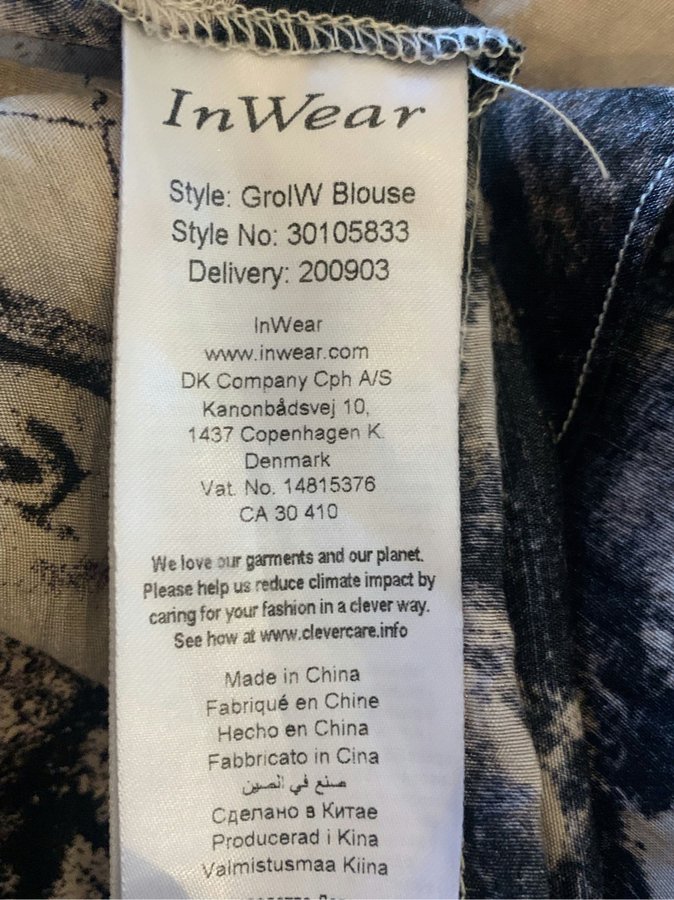 InWear
Style: GroIW Blouse
Style No: 30105833
Delivery: 200903
InWear
www.inwear.com
DK Company Cph A/S
Kanonbådsvej 10,
1437 Copenhagen K.
Denmark
Vat. No. 14815376
CA 30 410
We love our garments and our planet.
Please help us reduce climate impact by
caring for your fashion in a clever way.
See how at www.clevercare.info
Made in China
Fabriqué en Chine
Hecho en China
Fabbricato in Cina
صنع في الصين
Сделано в Китае
Producerad i Kina
Valmistusmaa Kiina